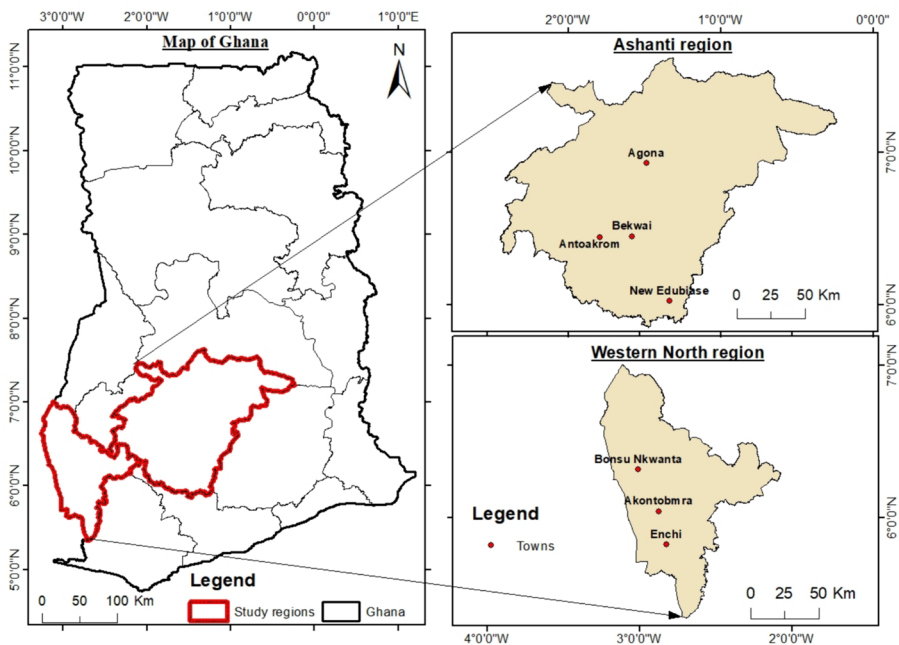 3°0'0"W 2°0'0"W 1°0'0"W 0°0'0" 1°0'0"E
Map of Ghana
N
11°0'0"N
10°0'0"N
9°0'0"N
8°0'0"N
7°0'0"N
6°0'0"N
5°0'0"N
Legend
0 50 100 Km
Study regions
Ghana
2°0'0"W 1°0'0"W 0°0'0"
Ashanti region
Agona
Bekwai
Antoakrom
New Edubiase
0 25 50 Km
7°0'0"N
6°0'0"N
Western North region
Bonsu Nkwanta
Akontobmra
Enchi
Legend
Towns
0 25 50 Km
7°0'0"N
6°0'0"N
4°0'0"W 3°0'0"W 2°0'0"W